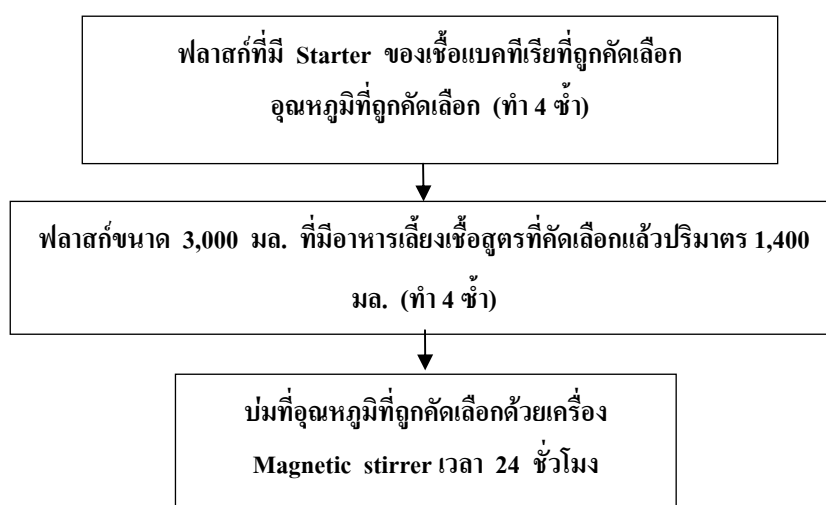 ฟลาสก์ที่มี Starter ของเชื้อแบคทีเรียที่ถูกคัดเลือก
อุณหภูมิที่ถูกคัดเลือก (ทำ 4 ซ้ำ)
ฟลาสก์ขนาด 3,000 มล. ที่มีอาหารเลี้ยงเชื้อสูตรที่คัดเลือกแล้วปริมาตร 1,400
มล. (ทำ 4 ซ้ำ)
บ่มที่อุณหภูมิที่ถูกคัดเลือกด้วยเครื่อง
Magnetic stirrer เวลา 24 ชั่วโมง